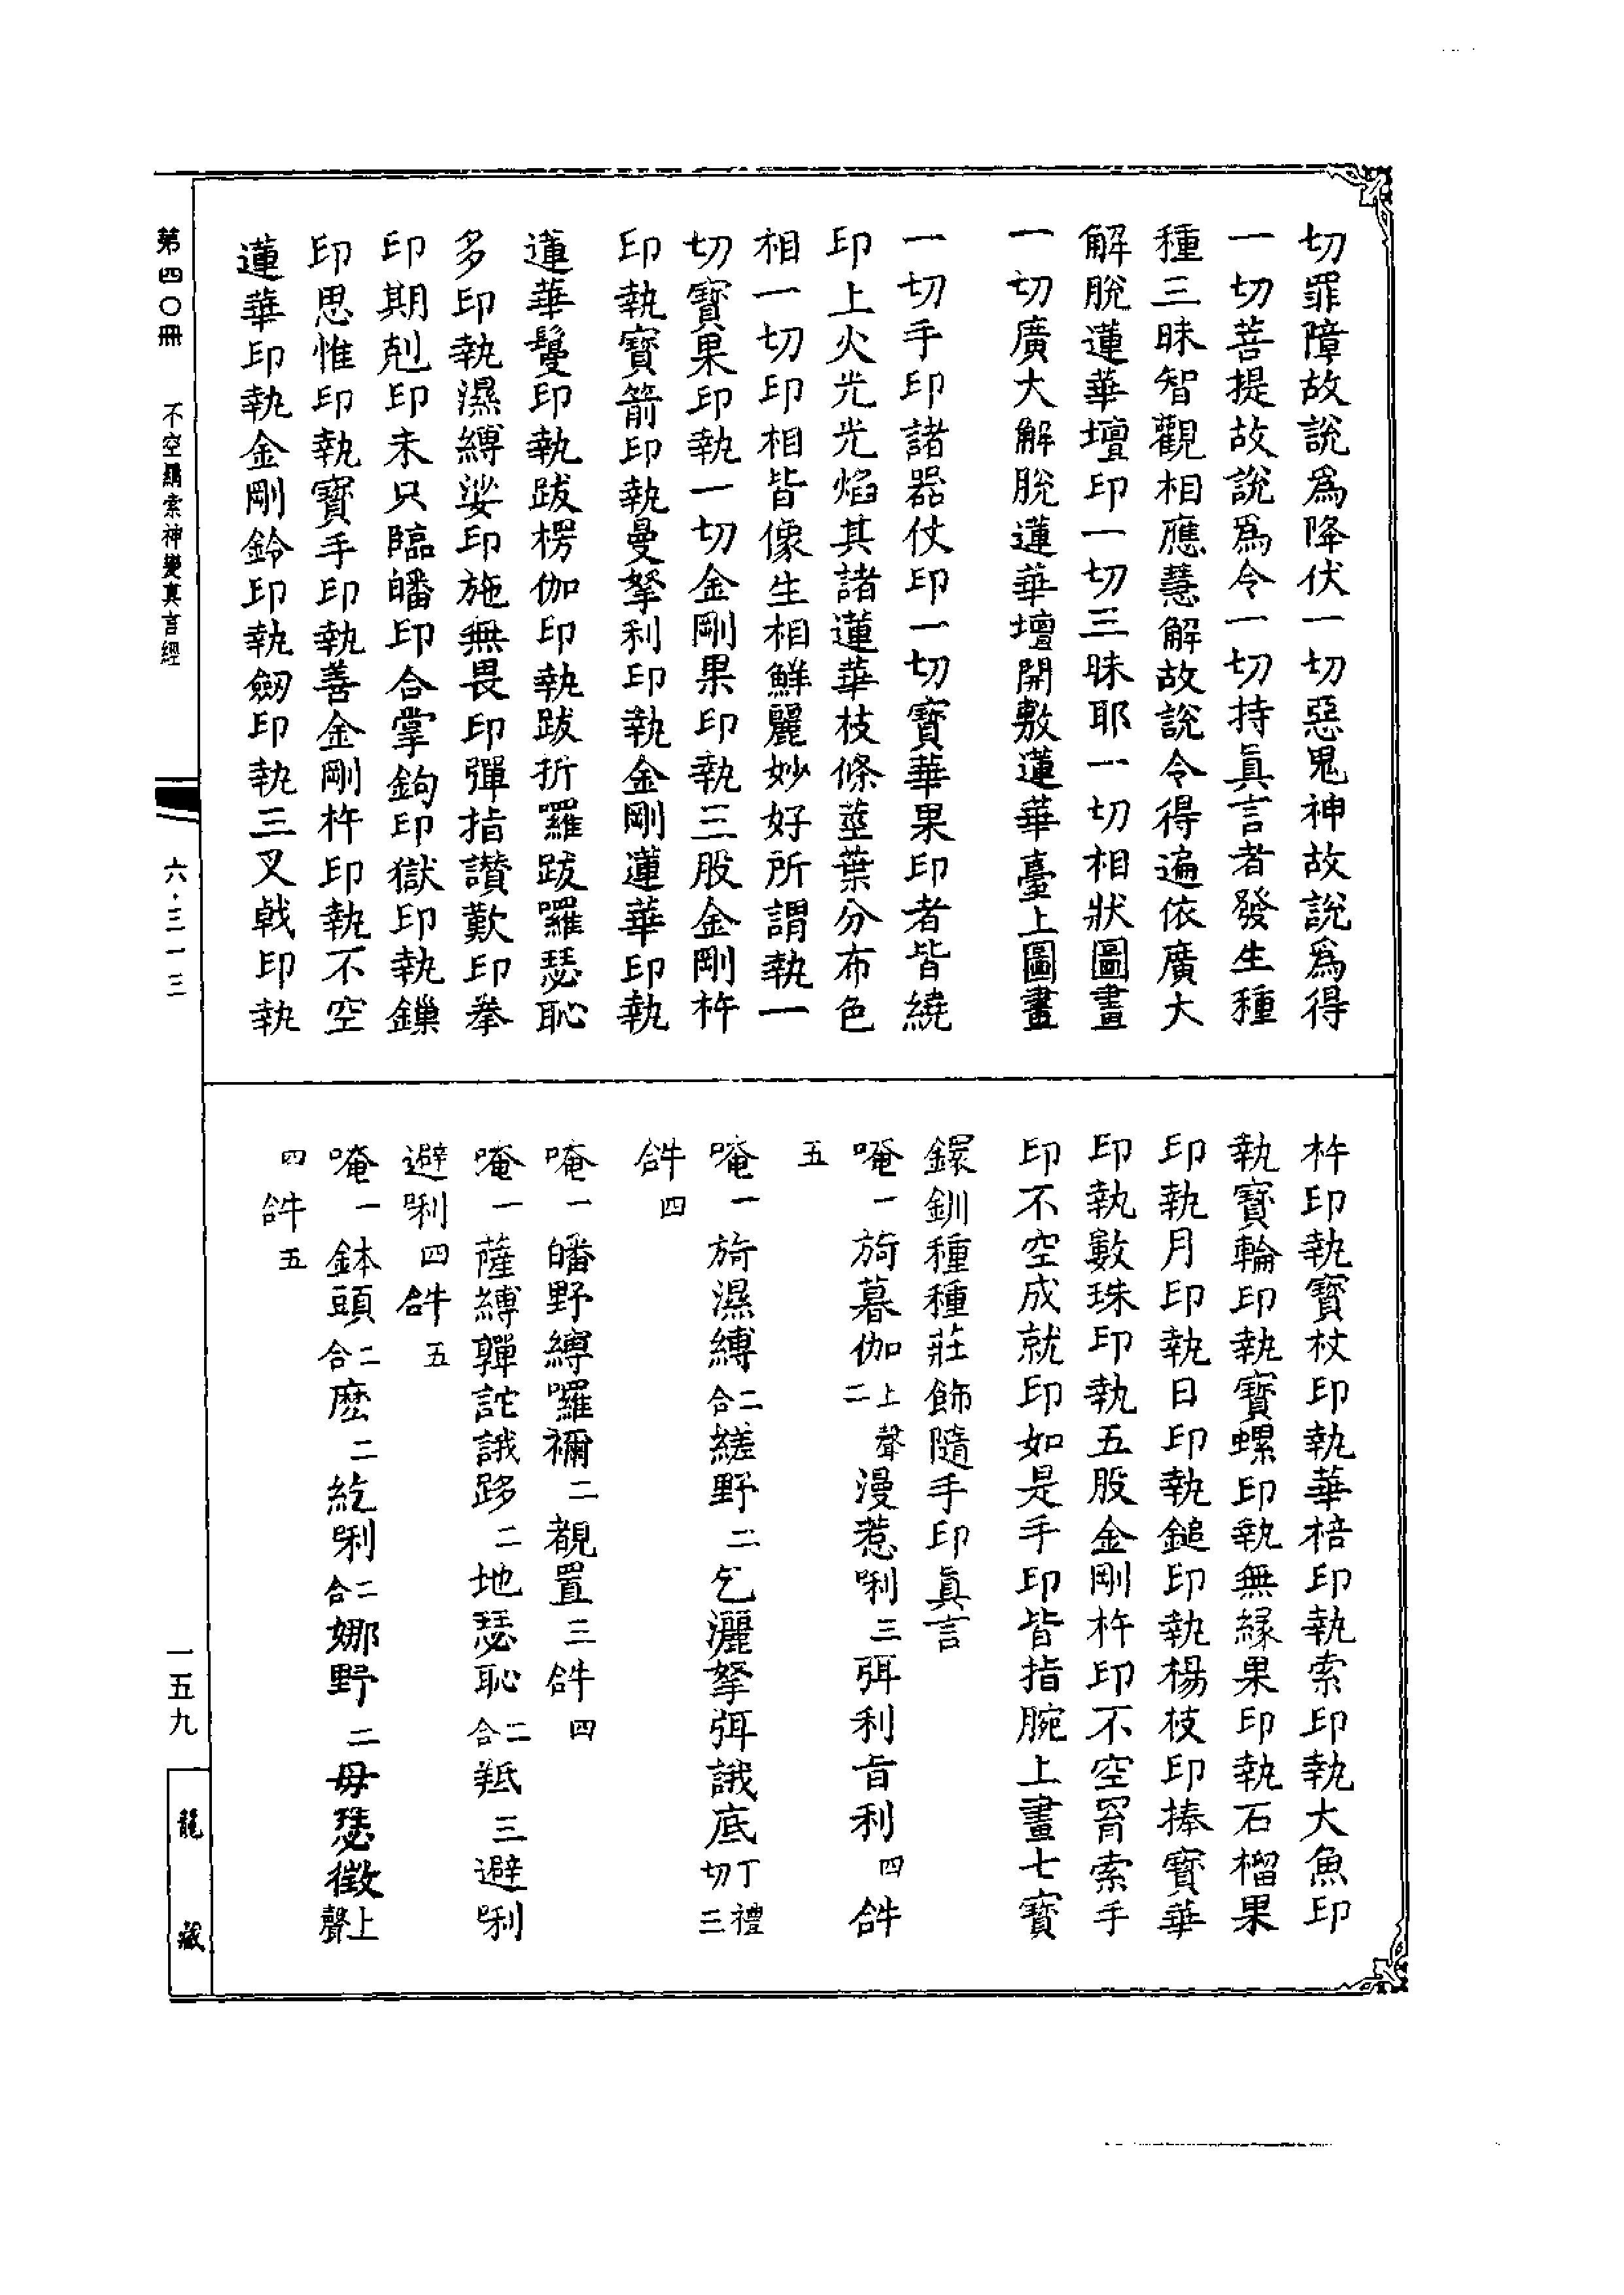 切罪障故說爲降伏一切惡鬼神故說爲得
一切菩提故說爲令一切持眞言者發生種
種三昧智觀相應慧解故說令得遍依廣大
解脫蓮華壇印一切三昧耶一切相狀圖畫
一切廣大解脫蓮華壇開敷蓮華臺上圖畫
一切手印諸器仗印一切寶華果印者皆繞
印上火光光焰其諸蓮華枝條莖葉分布色
相一切印相皆像生相鮮麗妙好所謂執一
切寶果印執一切金剛果印執三股金剛杵
印執寶箭印執曼拏利印執金剛蓮華印執
蓮華鬘印執跋楞伽印執跋折囉跋囉瑟恥
多印執濕縛娑印施無畏印彈指讚歎印拳
印期剋印未只臨皤印合掌鉤印獄印執鏁
印思惟印執寶手印執善金剛杵印執不空
蓮華印執金剛鈴印執劒印執三叉戟印執
杵印執寶杖印執華棓印執索印執大魚印
執寶輪印執寶螺印執無緣果印執石榴果
印執月印執日印執鎚印執楊枝印捧寶華
印執數珠印執五股金剛杵印不空罥索手
印不空成就印如是手印皆指腕上畫七寶
鐶釧種種莊飾隨手印眞言
唵一旖暮伽上聲二漫惹唎三弭利旨利四𤙖
五
唵一旖濕縛二合縒野二乞灑拏弭誐底丁禮切三
𤙖四
唵一皤野縛囉禰二覩置三𤙖四
唵一薩縛嚲詑誐跢二地瑟恥二合羝三避唎
避唎四𤙖五
唵一鉢頭二合麽二紇唎二合娜野二毋瑟徵上聲
四𤙖五
第四〇冊 不空羂索神變真言經
六·三一三
一五九
龍藏